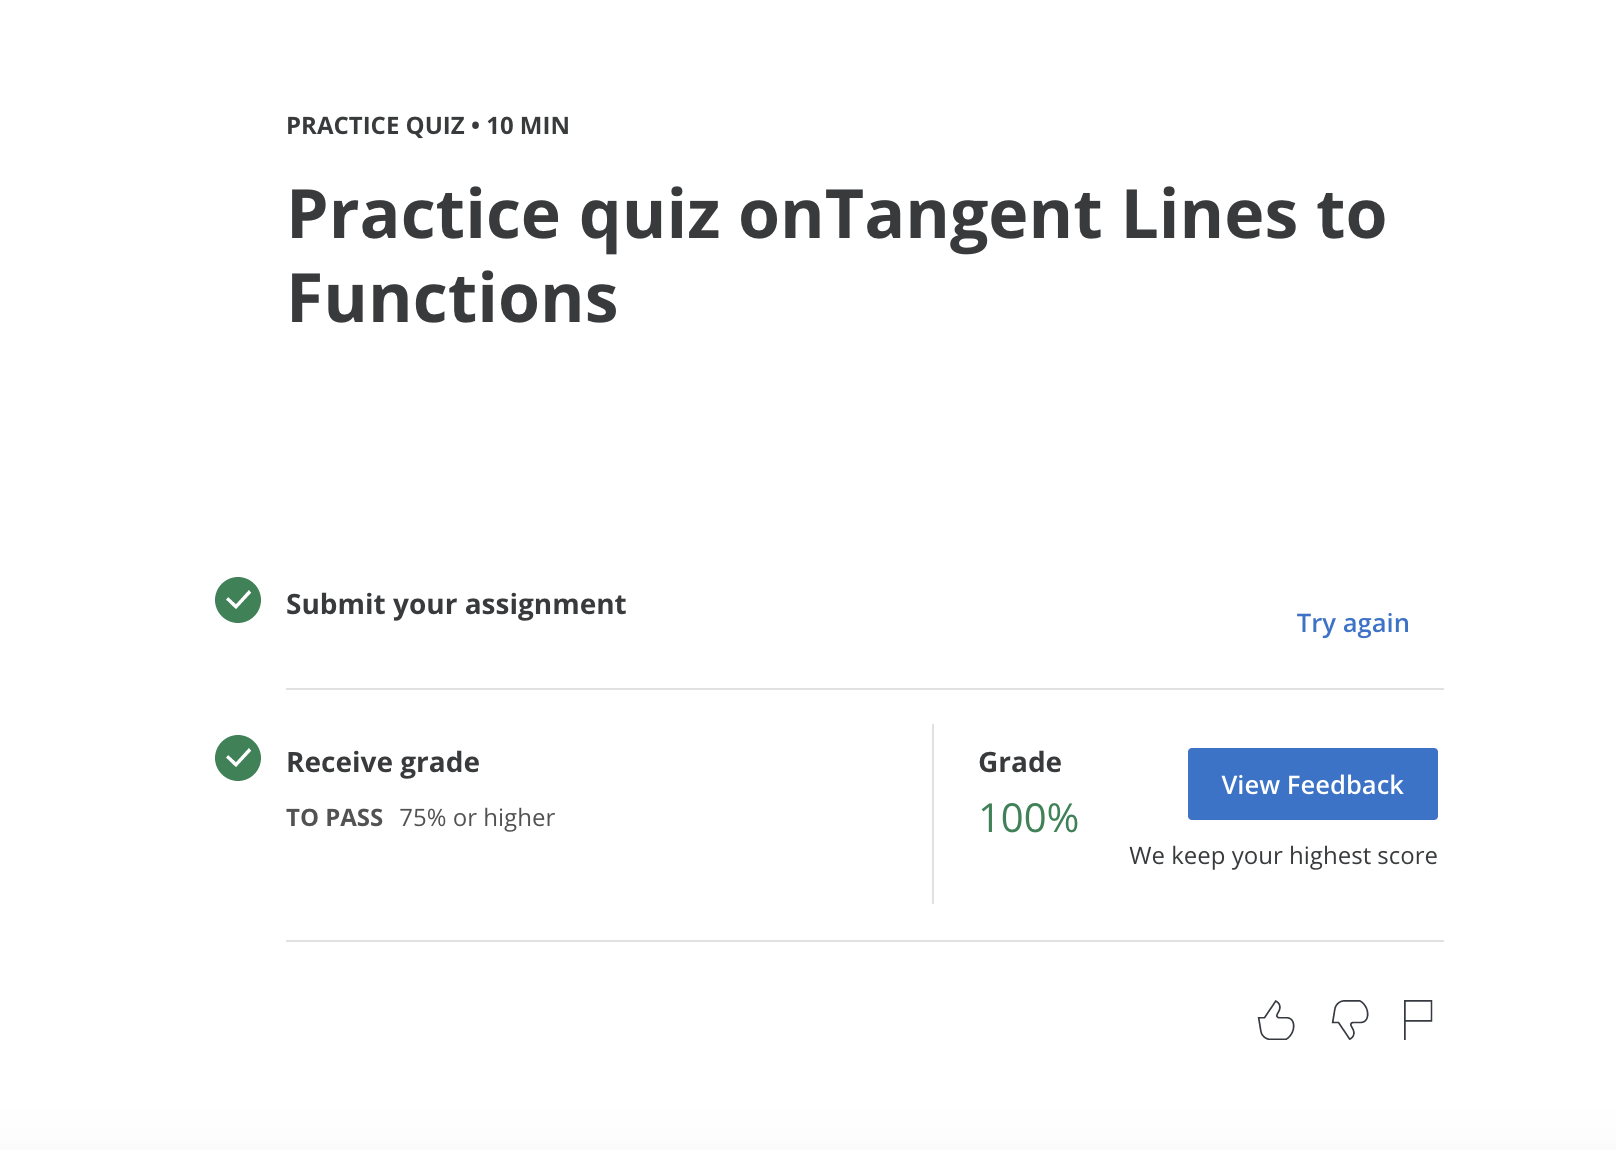 PRACTICE QUIZ • 10 MIN
Practice quiz onTangent Lines to
Functions
Submit your assignment
Try again
Receive grade
TO PASS 75% or higher
Grade
100%
View Feedback
We keep your highest score